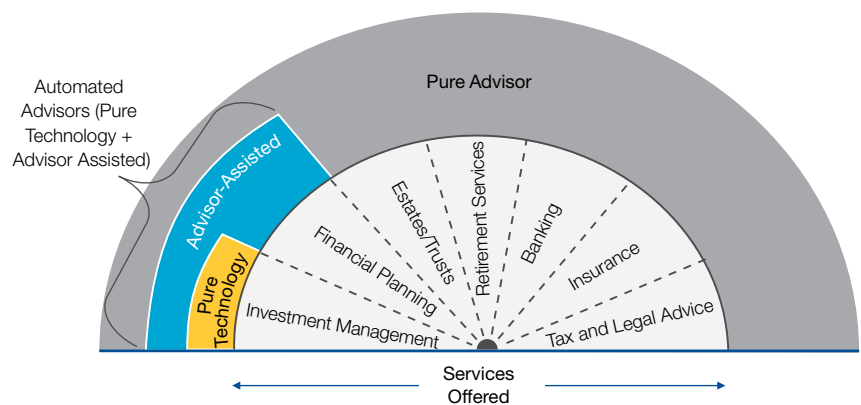 Pure Advisor
Automated
Advisors (Pure
Technology +
Advisor Assisted)
Advisor-Assisted
Pure
Technology
Investment Management
Financial Planning
Estates/Trusts
Retirement Services
Banking
Insurance
Tax and Legal Advice
Services
Offered